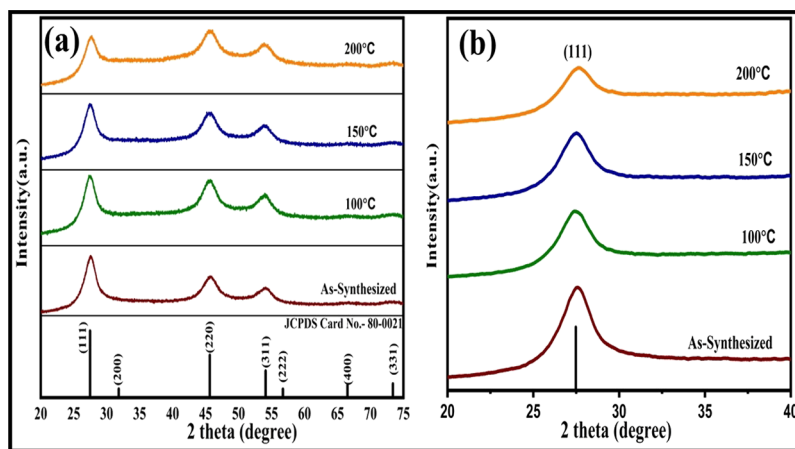 (a)
200°C
150°C
100°C
As-Synthesized
JCPDS Card No.- 80-0021
(111)
(200)
(220)
(311)
(222)
(400)
(331)
Intensity(a.u.)
20 25 30 35 40 45 50 55 60 65 70 75
2 theta (degree)
(b)
(111)
200°C
150°C
100°C
As-Synthesized
Intensity(a.u.)
20 25 30 35 40
2 theta (degree)